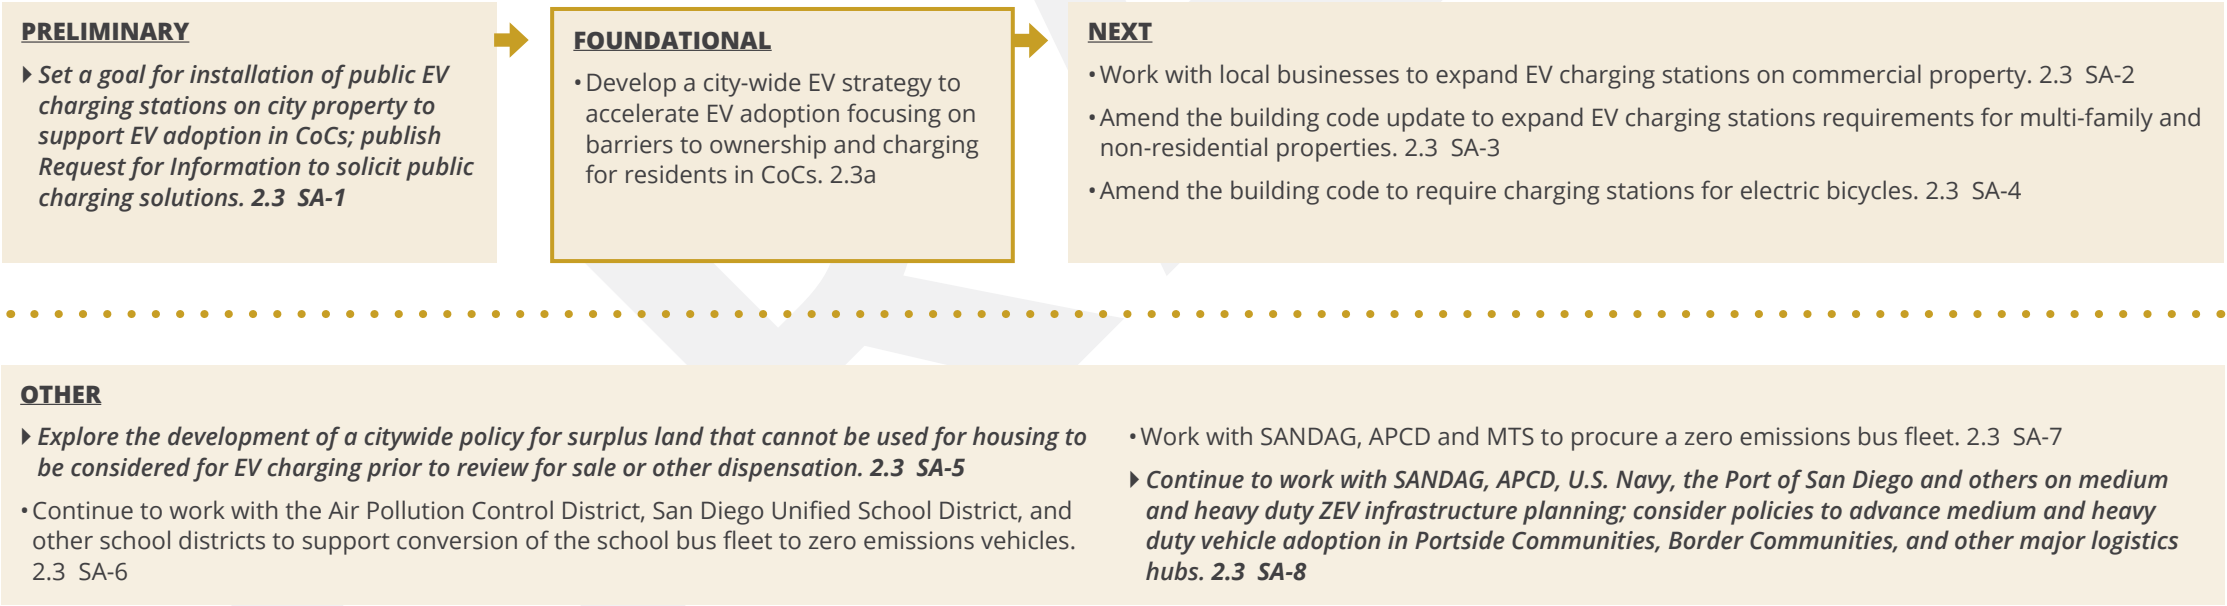 PRELIMINARY
Set a goal for installation of public EV
charging stations on city property to
support EV adoption in CoCs; publish
Request for Information to solicit public
charging solutions. 2.3 SA-1
FOUNDATIONAL
• Develop a city-wide EV strategy to
accelerate EV adoption focusing on
barriers to ownership and charging
for residents in CoCs. 2.3a
NEXT
• Work with local businesses to expand EV charging stations on commercial property. 2.3 SA-2
• Amend the building code update to expand EV charging stations requirements for multi-family and
non-residential properties. 2.3 SA-3
• Amend the building code to require charging stations for electric bicycles. 2.3 SA-4
OTHER
Explore the development of a citywide policy for surplus land that cannot be used for housing to
be considered for EV charging prior to review for sale or other dispensation. 2.3 SA-5
• Continue to work with the Air Pollution Control District, San Diego Unified School District, and
other school districts to support conversion of the school bus fleet to zero emissions vehicles.
2.3 SA-6
• Work with SANDAG, APCD and MTS to procure a zero emissions bus fleet. 2.3 SA-7
Continue to work with SANDAG, APCD, U.S. Navy, the Port of San Diego and others on medium
and heavy duty ZEV infrastructure planning; consider policies to advance medium and heavy
duty vehicle adoption in Portside Communities, Border Communities, and other major logistics
hubs. 2.3 SA-8